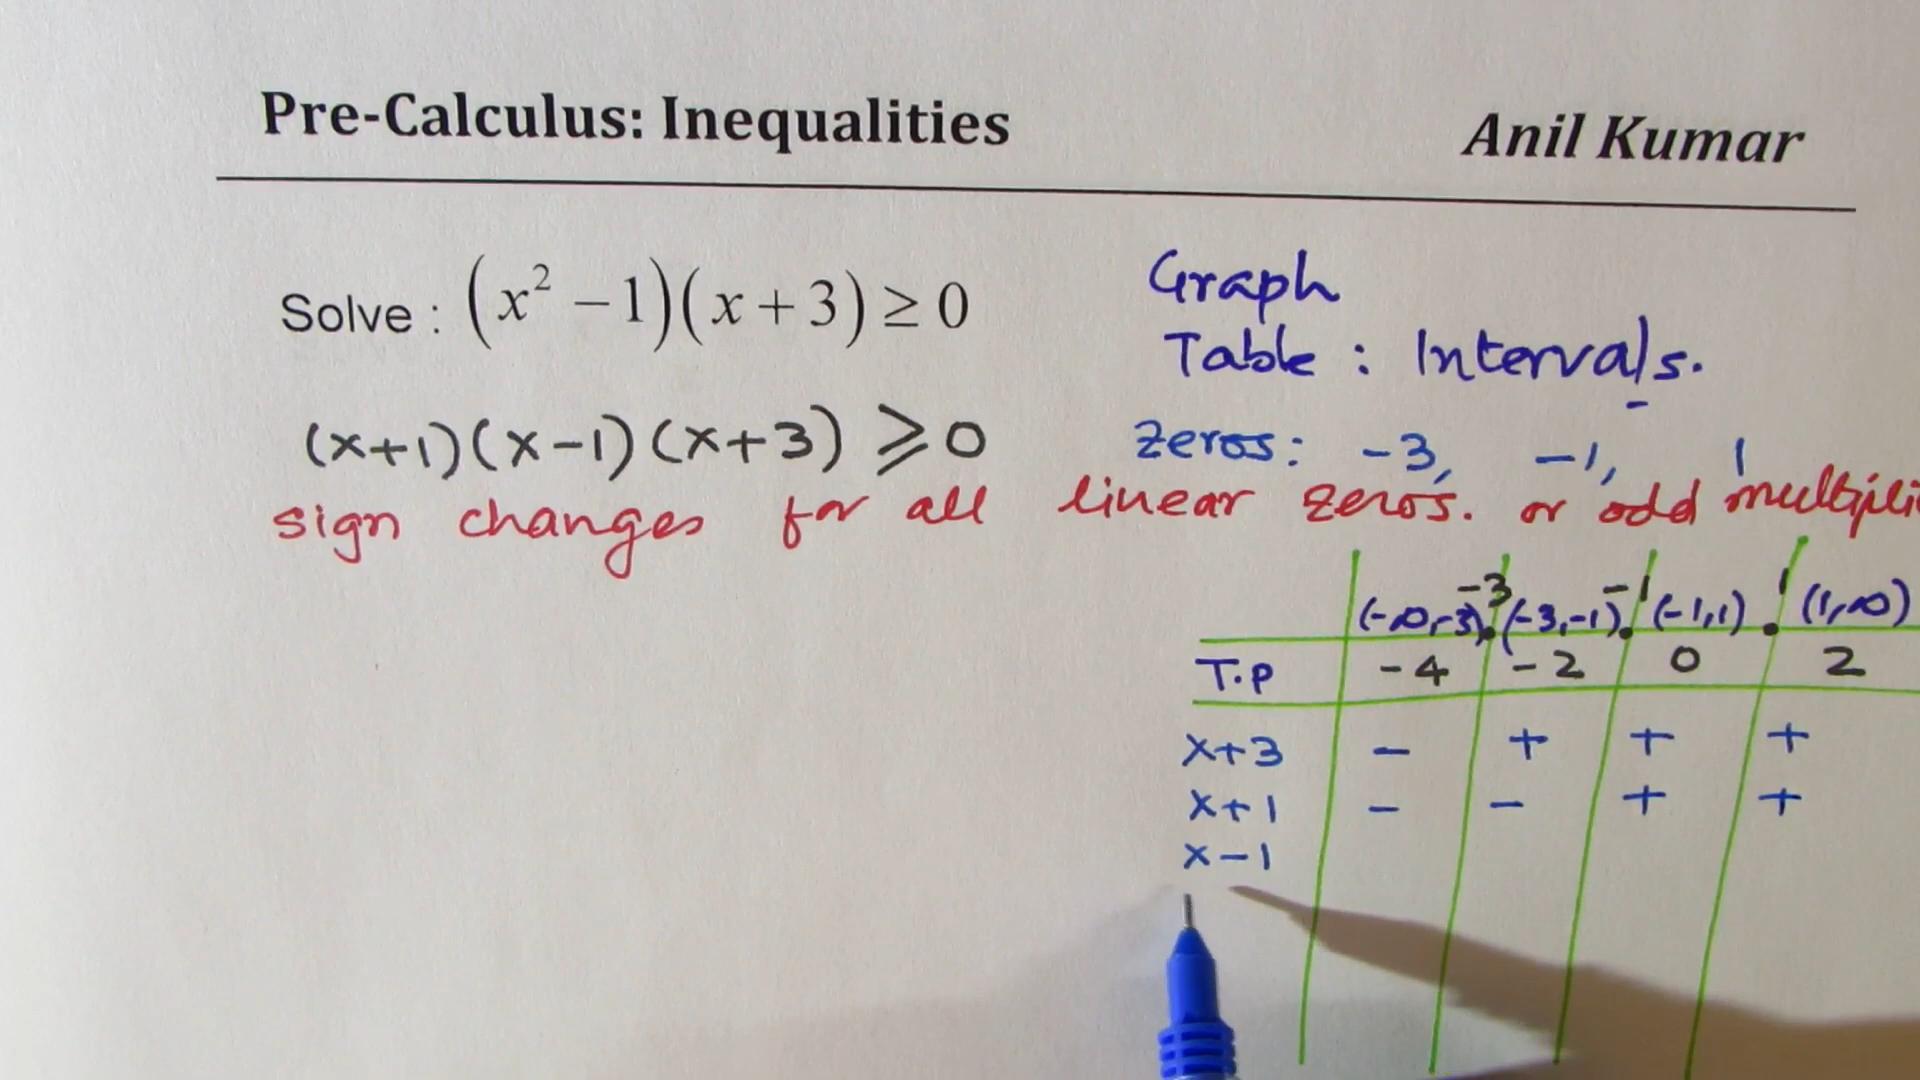 Pre-Calculus: Inequalities
Anil Kumar
Solve : (x² − 1)(x + 3) ≥ 0
Graph
Table : Intervals.
(x+1)(x−1)(x+3) ⩾ 0
zeros: −3, −1, 1
sign changes for all linear zeros. or odd multiplici
−3 −1 1
(−∞,−3) (−3,−1) (−1,1) (1,∞)
T.P −4 −2 0 2
x+3 − + + +
x+1 − − + +
x−1